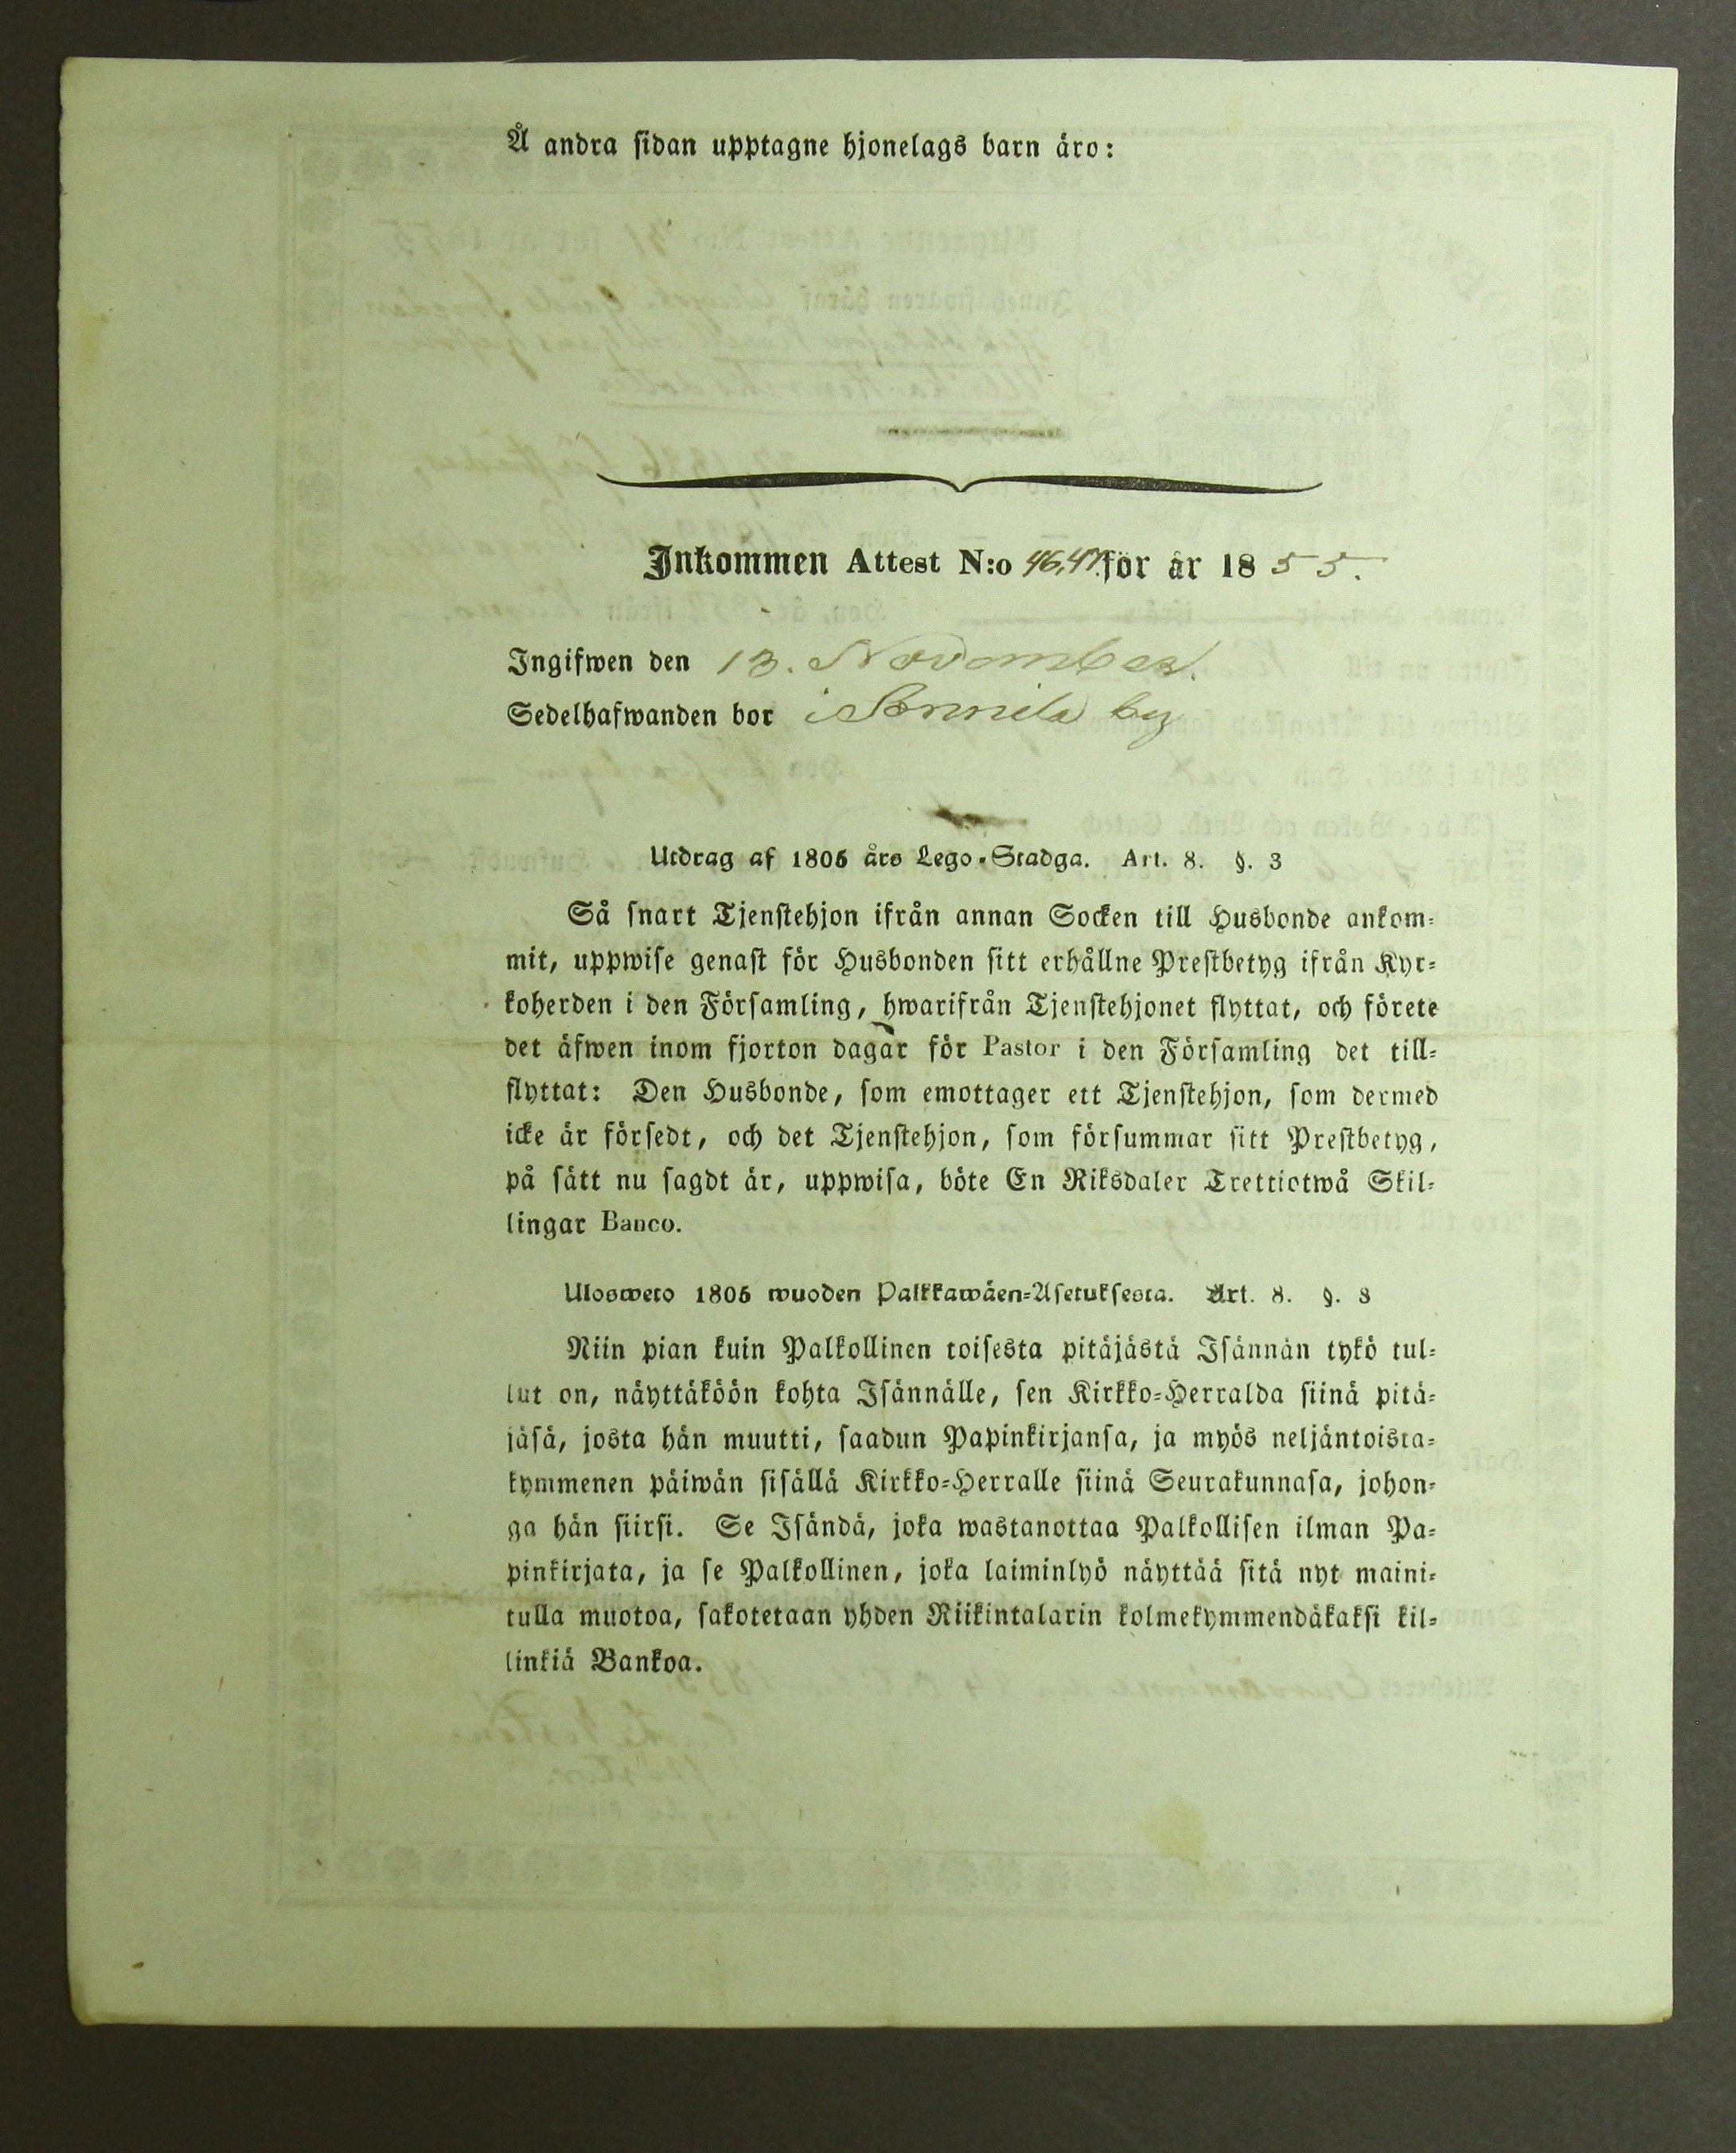 Å andra sidan upptagne hjonelags barn äro:
Inkommen Attest N:o 46,47. för år 1855.
Ingifwen den 13. November.
Sedelhafwanden bor i Sonnila by
Utdrag af 1805 års Lego-Stadga. Art. 8. §. 3
Så snart Tjenstehjon ifrån annan Socken till Husbonde ankom-
mit, uppwise genast för Husbonden sitt erhållne Prestbetyg ifrån Kyr-
koherden i den Församling, hwarifrån Tjenstehjonet flyttat, och förete
det äfwen inom fjorton dagar för Pastor i den Församling det till-
flyttat: Den Husbonde, som emottager ett Tjenstehjon, som dermed
icke är försedt, och det Tjenstehjon, som försummar sitt Prestbetyg,
på sätt nu sagdt är, uppwisa, böte En Riksdaler Trettiotwå Skil-
lingar Banco.
Ulosweto 1805 wuoden Palkkawäen-Asetuksesta. Art. 8. §. 3
Niin pian kuin Palkollinen toisesta pitäjästä Isännän tykö tul-
lut on, näyttäköön kohta Isännälle, sen Kirkko-Herralda siinä pitä-
jäsä, josta hän muutti, saadun Papinkirjansa, ja myös neljäntoista-
kymmenen päiwän sisällä Kirkko-Herralle siinä Seurakunnasa, johon-
ga hän siirsi. Se Isändä, joka wastanottaa Palkollisen ilman Pa-
pinkirjata, ja se Palkollinen, joka laiminlyö näyttää sitä nyt maini-
tulla muotoa, sakotetaan yhden Riikintalarin kolmekymmendäkaksi kil-
linkiä Bankoa.